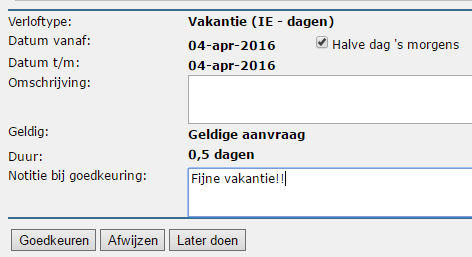 Verloftype: Vakantie (IE - dagen)
Datum vanaf: 04-apr-2016 Halve dag 's morgens
Datum t/m: 04-apr-2016
Omschrijving:
Geldig: Geldige aanvraag
Duur: 0,5 dagen
Notitie bij goedkeuring: Fijne vakantie!!
Goedkeuren Afwijzen Later doen